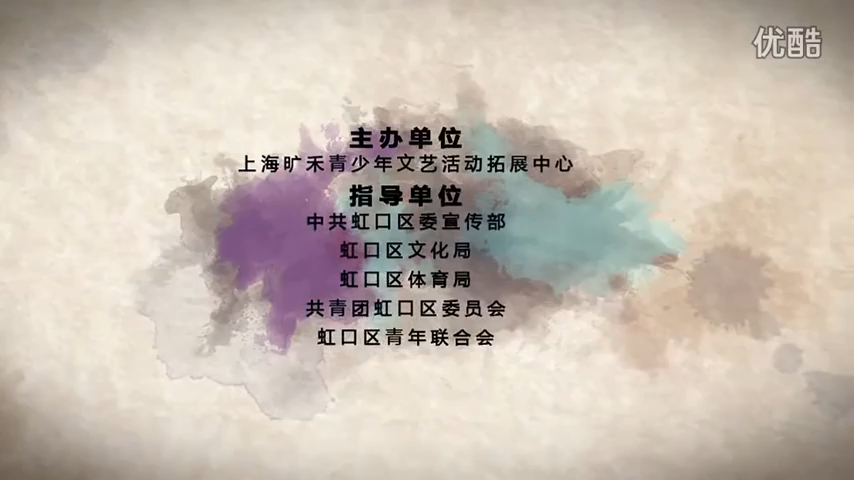 优酷
主办单位
上海旷禾青少年文艺活动拓展中心
指导单位
中共虹口区委宣传部
虹口区文化局
虹口区体育局
共青团虹口区委员会
虹口区青年联合会